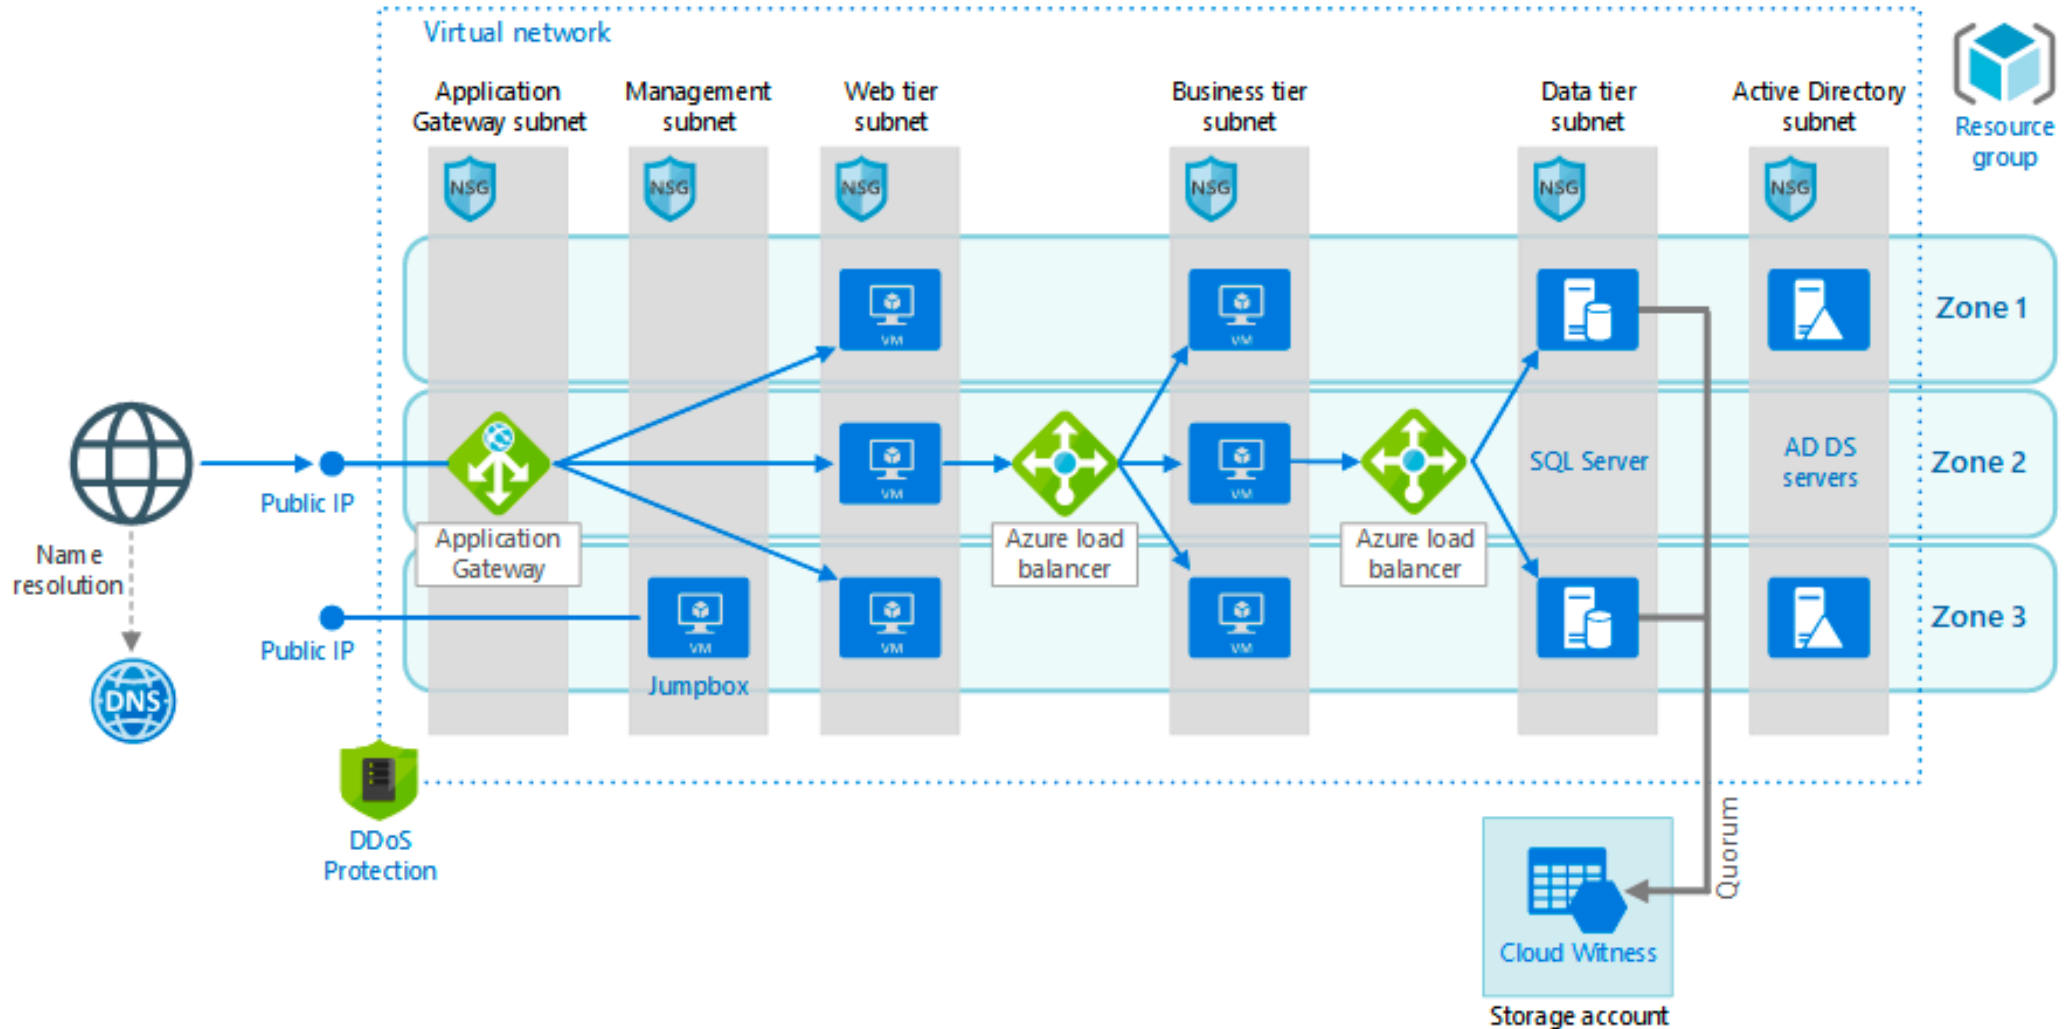 Virtual network
Application
Gateway subnet
Management
subnet
Web tier
subnet
Business tier
subnet
Data tier
subnet
Active Directory
subnet
Resource
group
NSG
NSG
NSG
NSG
NSG
NSG
VM
VM
Zone 1
Public IP
Application
Gateway
VM
Azure load
balancer
VM
Azure load
balancer
SQL Server
AD DS
servers
Zone 2
Name
resolution
DNS
Public IP
VM
Jumpbox
VM
VM
Zone 3
DDoS
Protection
Quorum
Cloud Witness
Storage account